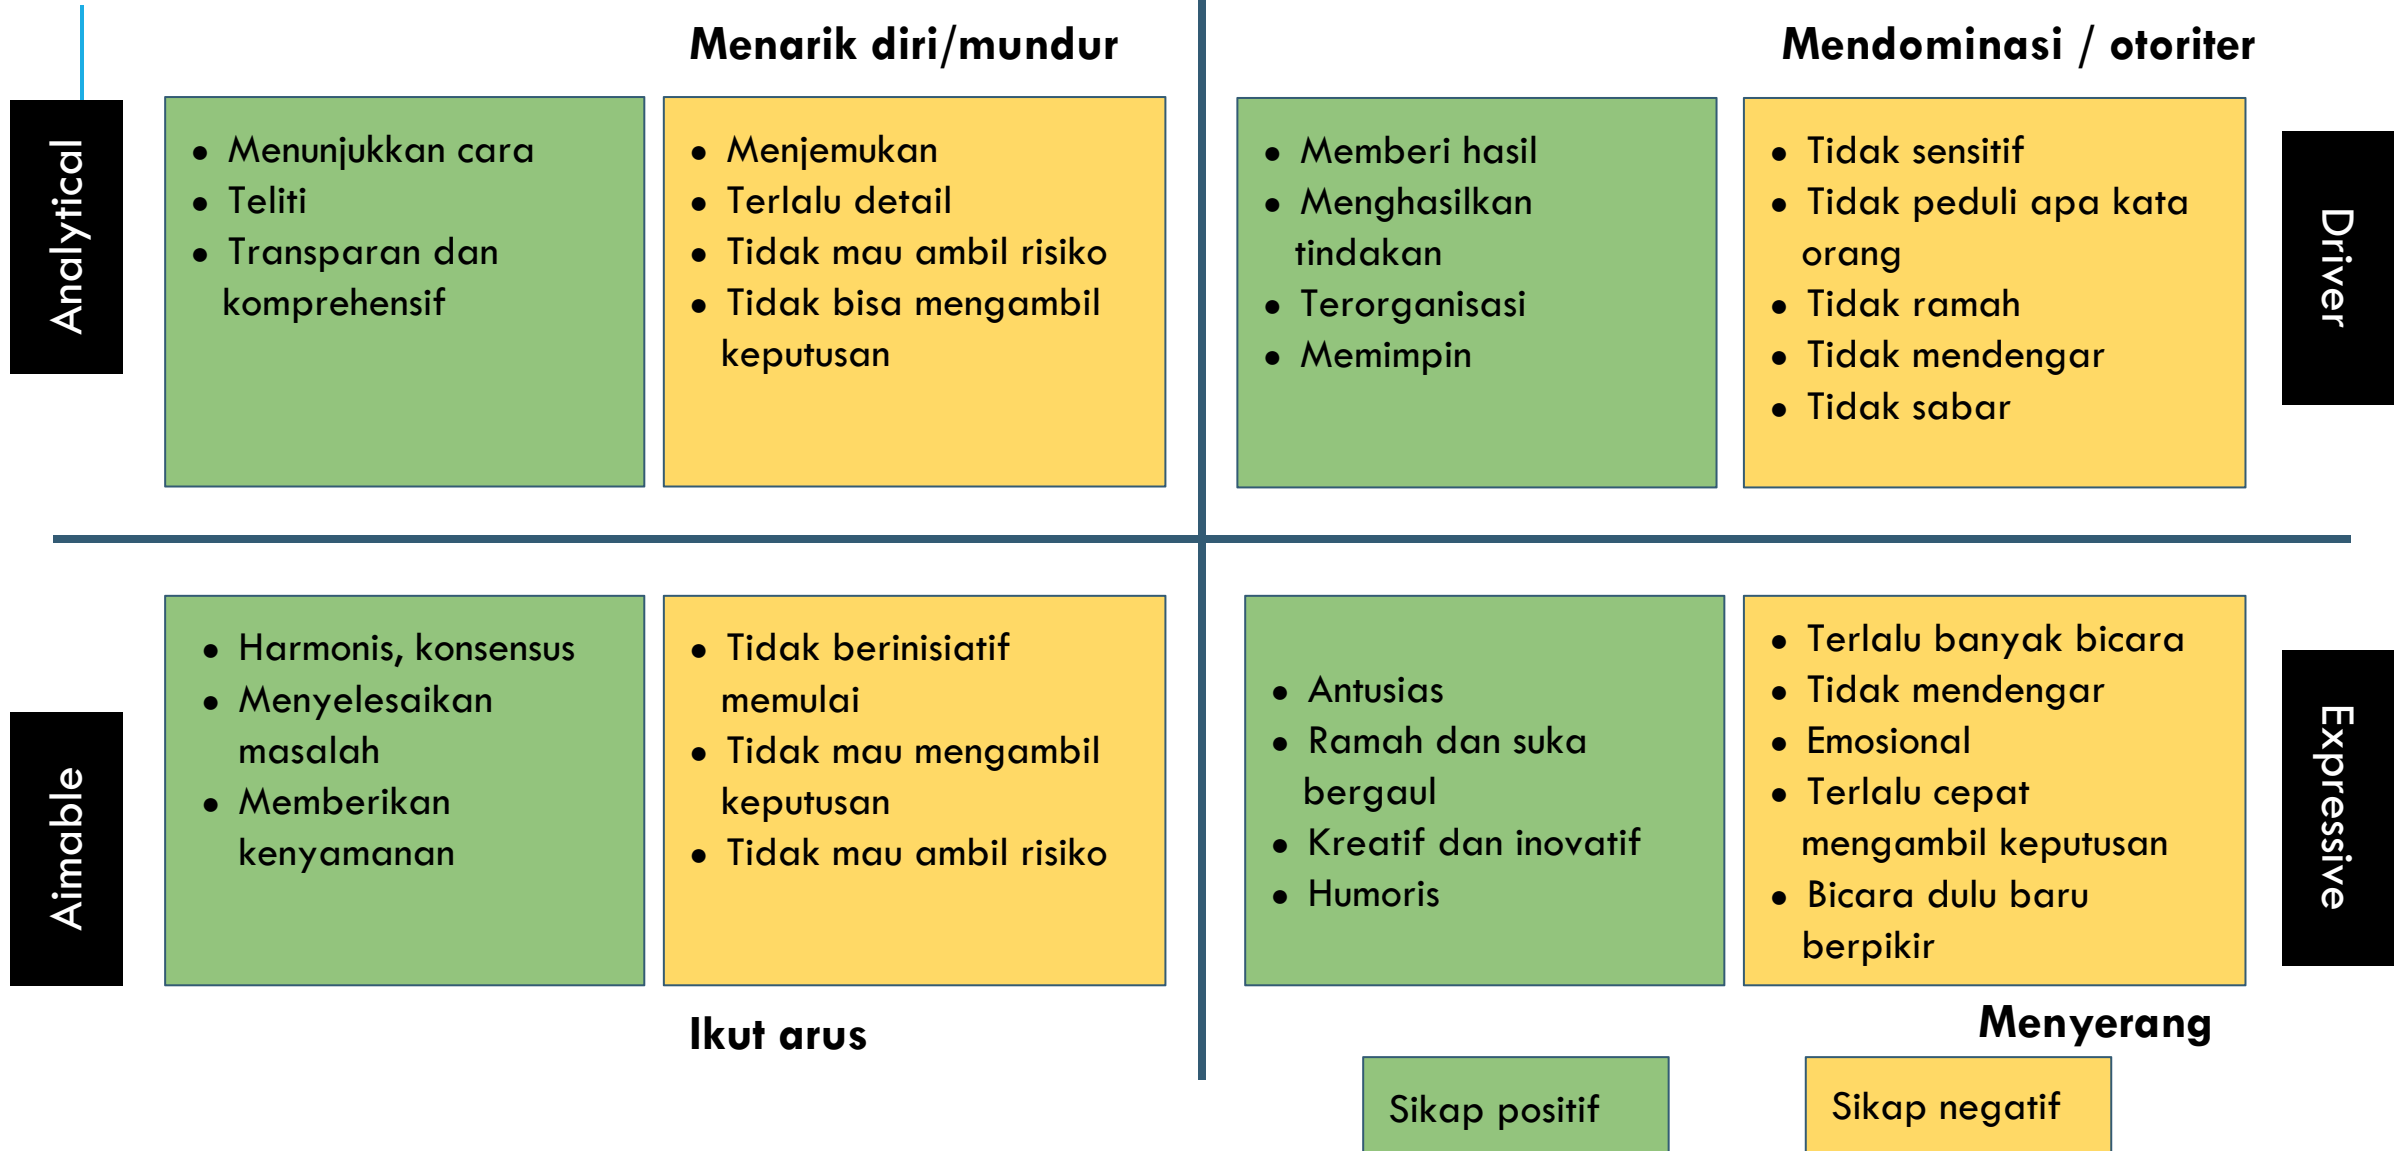 Menarik diri/mundur
Mendominasi / otoriter
Analytical
• Menunjukkan cara
• Teliti
• Transparan dan
komprehensif
• Menjemukan
• Terlalu detail
• Tidak mau ambil risiko
• Tidak bisa mengambil
keputusan
• Memberi hasil
• Menghasilkan
tindakan
• Terorganisasi
• Memimpin
• Tidak sensitif
• Tidak peduli apa kata
orang
• Tidak ramah
• Tidak mendengar
• Tidak sabar
Driver
Aimable
• Harmonis, konsensus
• Menyelesaikan
masalah
• Memberikan
kenyamanan
• Tidak berinisiatif
memulai
• Tidak mau mengambil
keputusan
• Tidak mau ambil risiko
• Antusias
• Ramah dan suka
bergaul
• Kreatif dan inovatif
• Humoris
• Terlalu banyak bicara
• Tidak mendengar
• Emosional
• Terlalu cepat
mengambil keputusan
• Bicara dulu baru
berpikir
Expressive
Ikut arus
Menyerang
Sikap positif
Sikap negatif